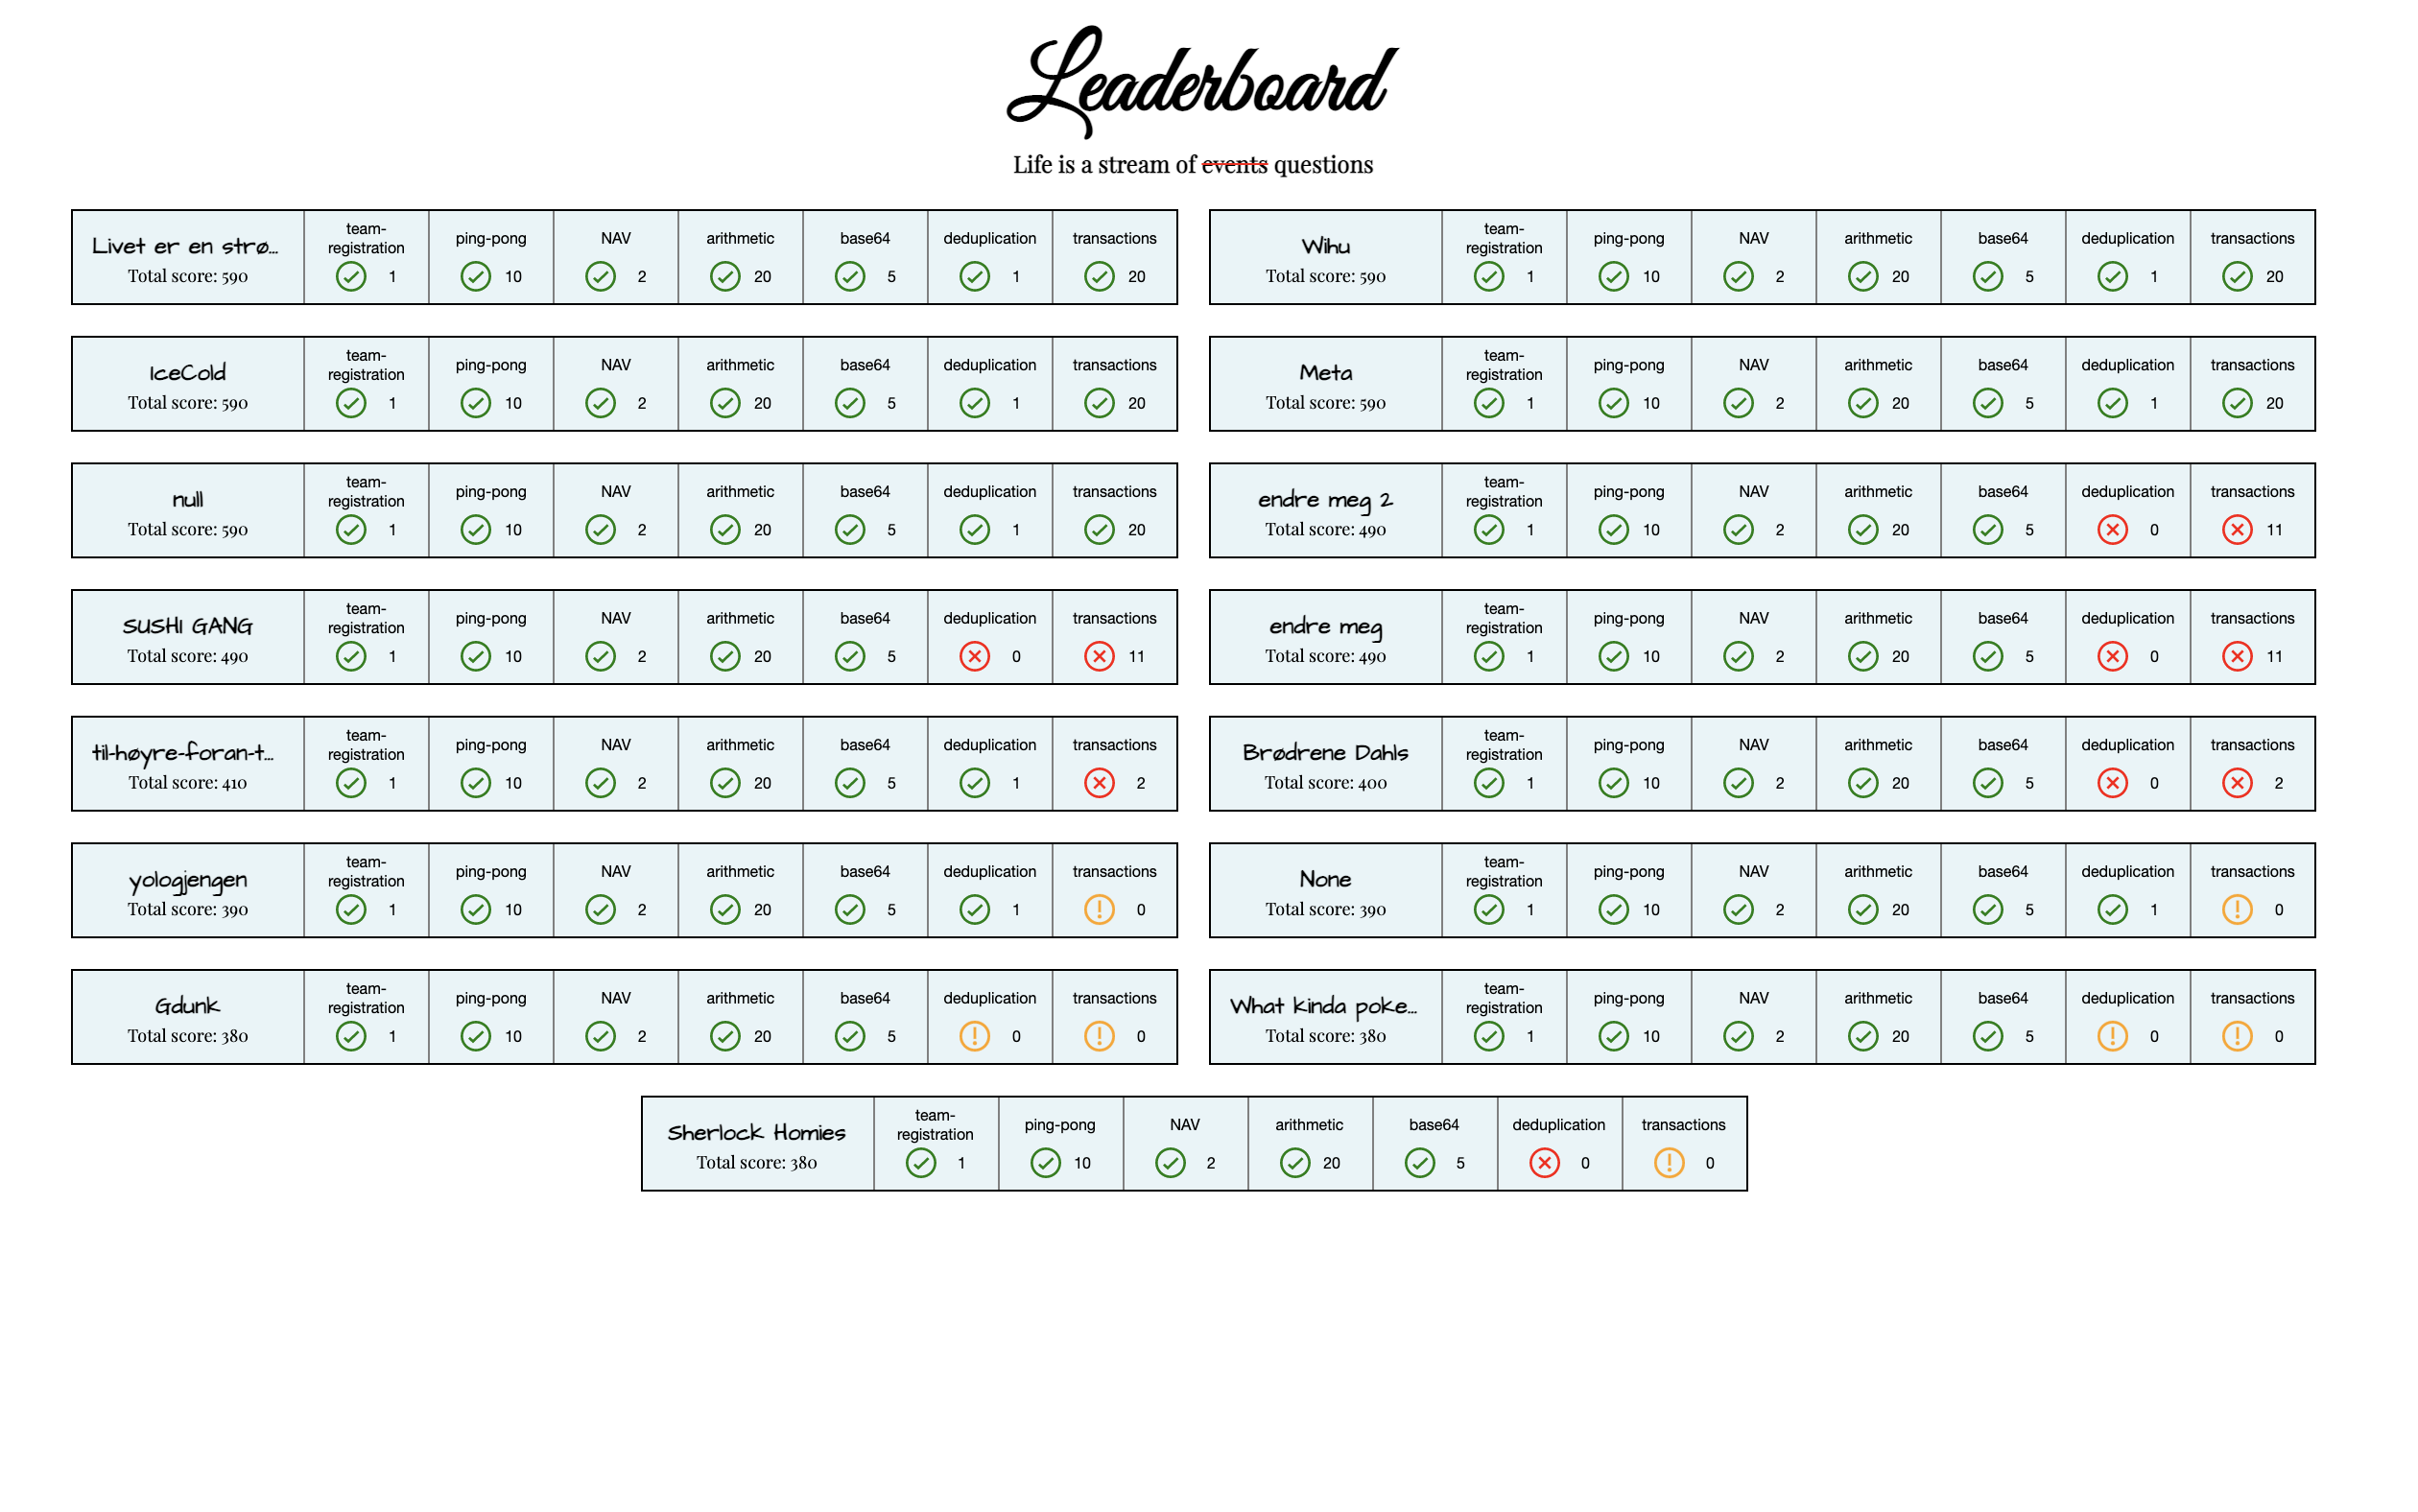 Leaderboard
Life is a stream of events questions
Livet er en strø...
Total score: 590
team-registration 1
ping-pong 10
NAV 2
arithmetic 20
base64 5
deduplication 1
transactions 20
Wihu
Total score: 590
team-registration 1
ping-pong 10
NAV 2
arithmetic 20
base64 5
deduplication 1
transactions 20
IceCold
Total score: 590
team-registration 1
ping-pong 10
NAV 2
arithmetic 20
base64 5
deduplication 1
transactions 20
Meta
Total score: 590
team-registration 1
ping-pong 10
NAV 2
arithmetic 20
base64 5
deduplication 1
transactions 20
null
Total score: 590
team-registration 1
ping-pong 10
NAV 2
arithmetic 20
base64 5
deduplication 1
transactions 20
endre meg 2
Total score: 490
team-registration 1
ping-pong 10
NAV 2
arithmetic 20
base64 5
deduplication 0
transactions 11
SUSHI GANG
Total score: 490
team-registration 1
ping-pong 10
NAV 2
arithmetic 20
base64 5
deduplication 0
transactions 11
endre meg
Total score: 490
team-registration 1
ping-pong 10
NAV 2
arithmetic 20
base64 5
deduplication 0
transactions 11
til-høyre-foran-t...
Total score: 410
team-registration 1
ping-pong 10
NAV 2
arithmetic 20
base64 5
deduplication 1
transactions 2
Brødrene Dahls
Total score: 400
team-registration 1
ping-pong 10
NAV 2
arithmetic 20
base64 5
deduplication 0
transactions 2
yologjengen
Total score: 390
team-registration 1
ping-pong 10
NAV 2
arithmetic 20
base64 5
deduplication 1
transactions 0
None
Total score: 390
team-registration 1
ping-pong 10
NAV 2
arithmetic 20
base64 5
deduplication 1
transactions 0
Gdunk
Total score: 380
team-registration 1
ping-pong 10
NAV 2
arithmetic 20
base64 5
deduplication 0
transactions 0
What kinda poke...
Total score: 380
team-registration 1
ping-pong 10
NAV 2
arithmetic 20
base64 5
deduplication 0
transactions 0
Sherlock Homies
Total score: 380
team-registration 1
ping-pong 10
NAV 2
arithmetic 20
base64 5
deduplication 0
transactions 0